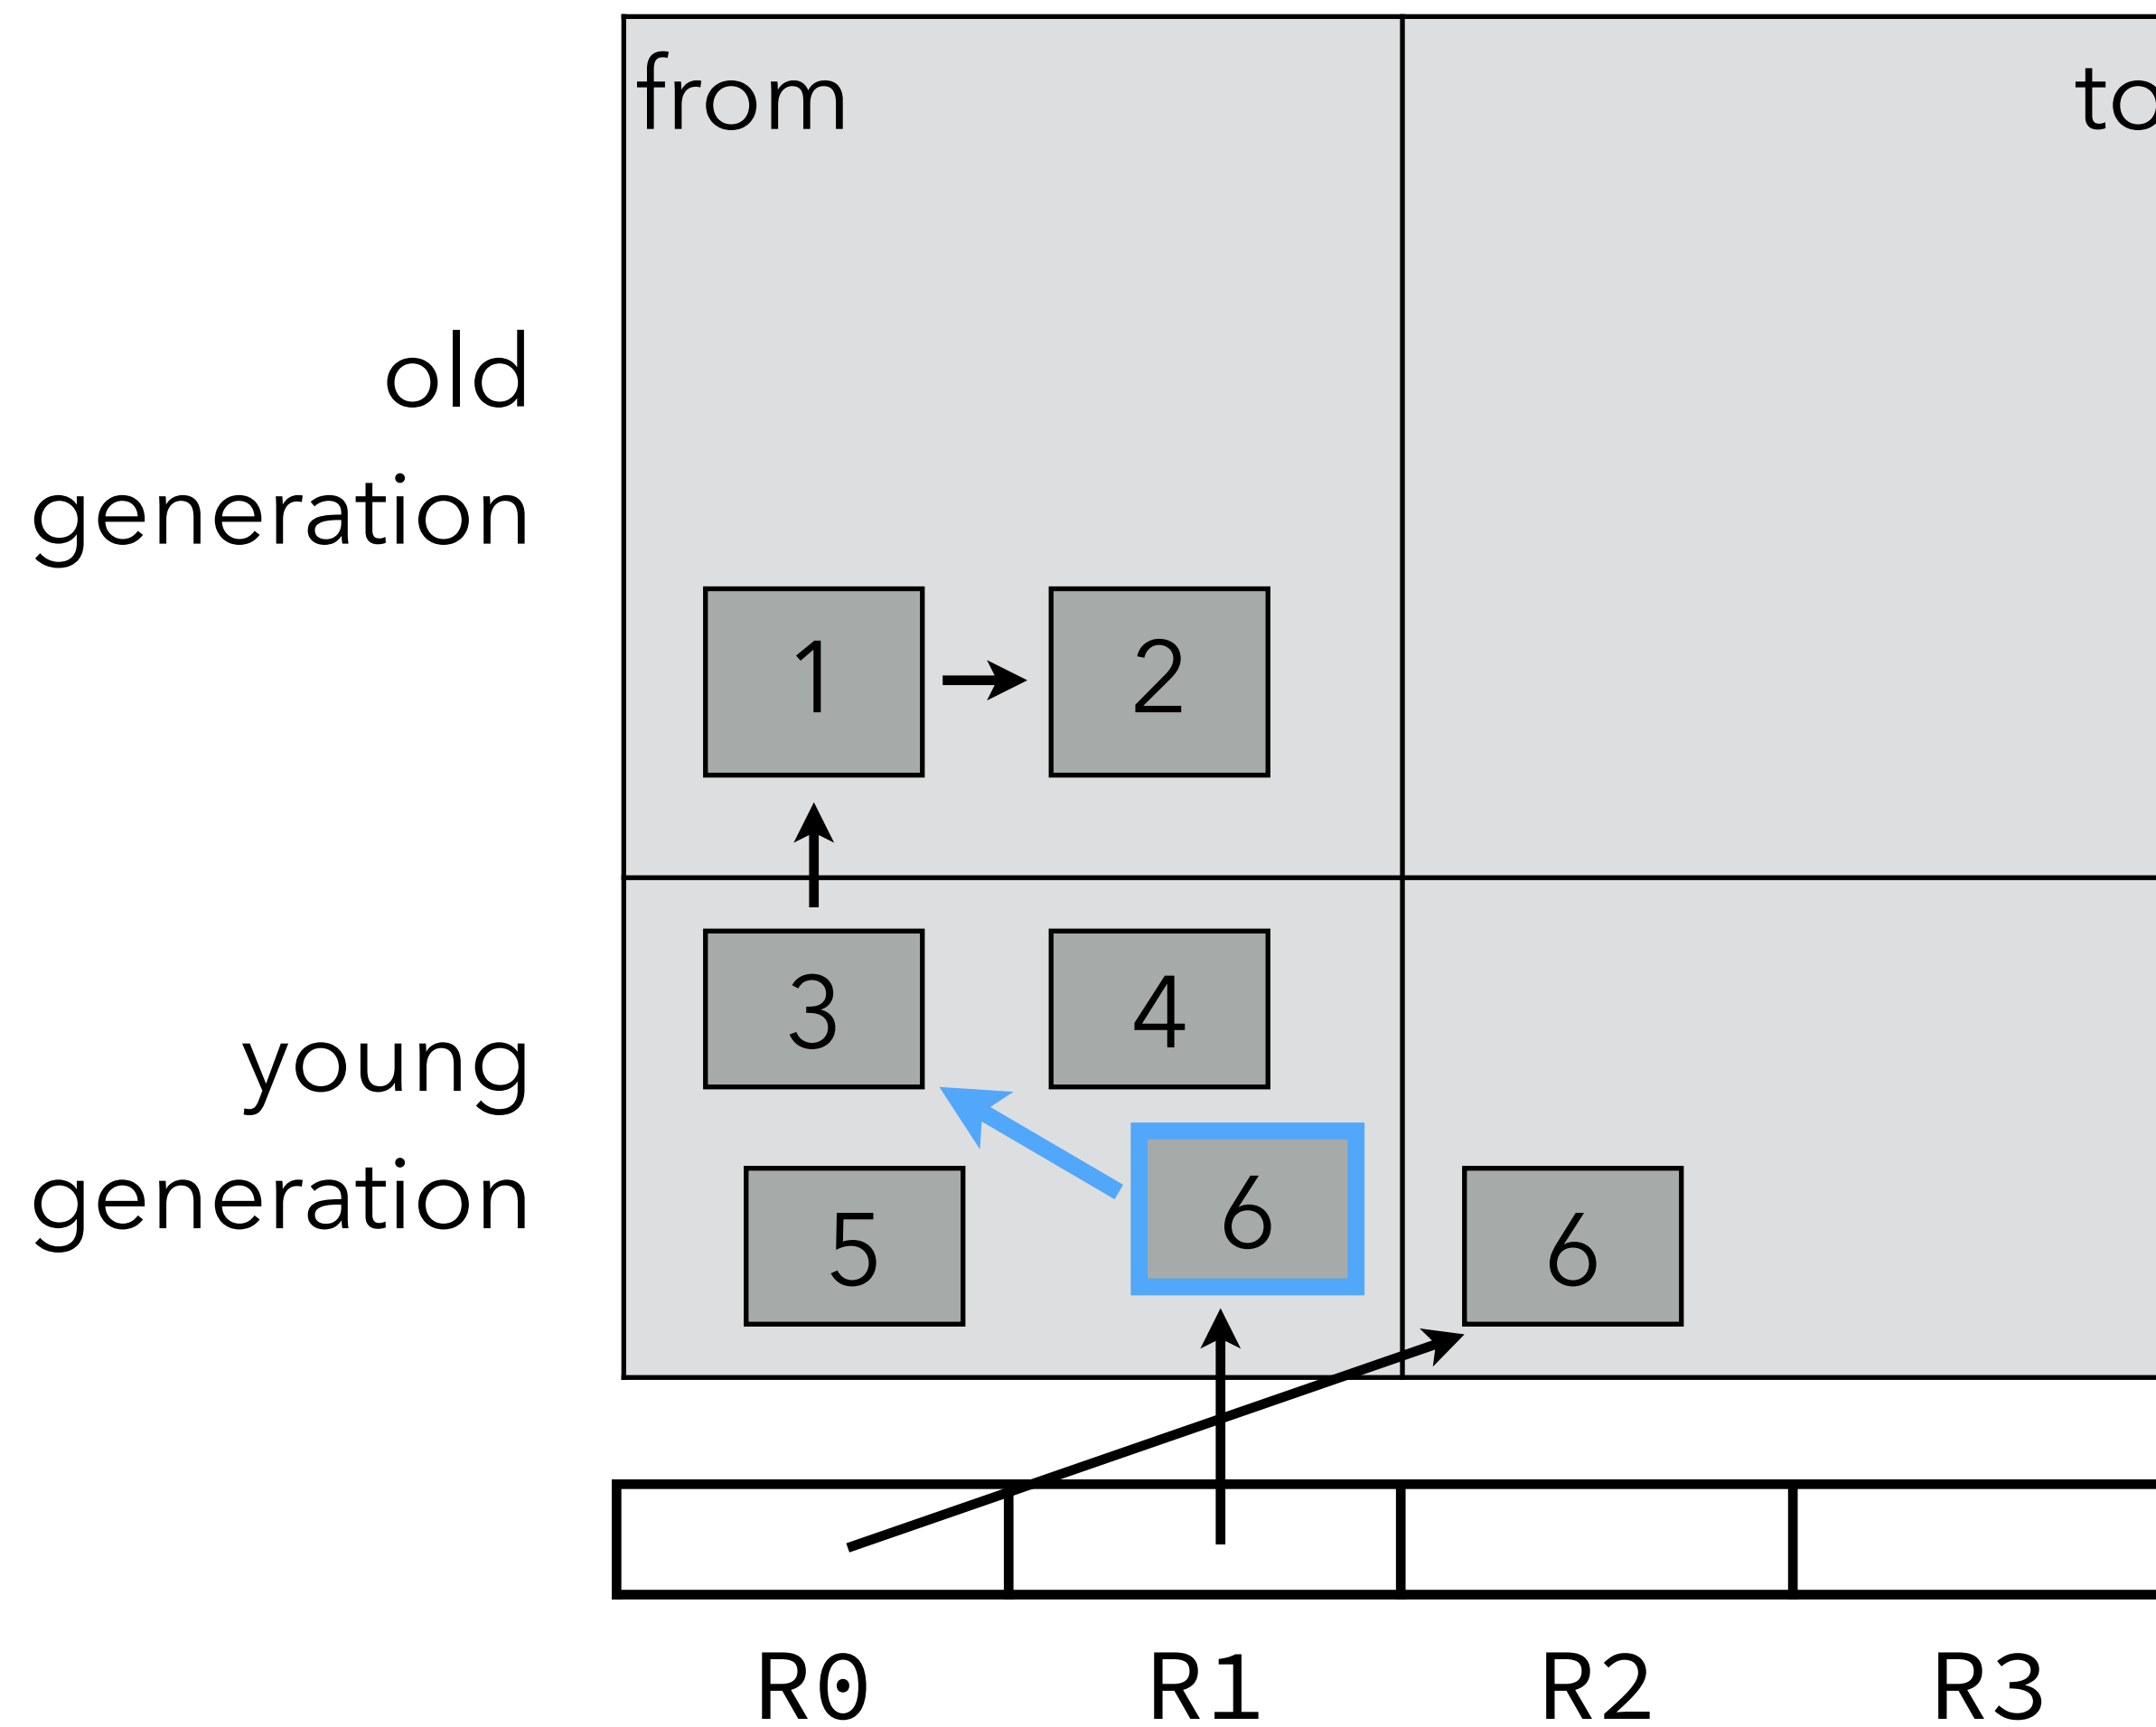 from
to
old
generation
1
2
3
4
young
generation
5
6
6
R0
R1
R2
R3